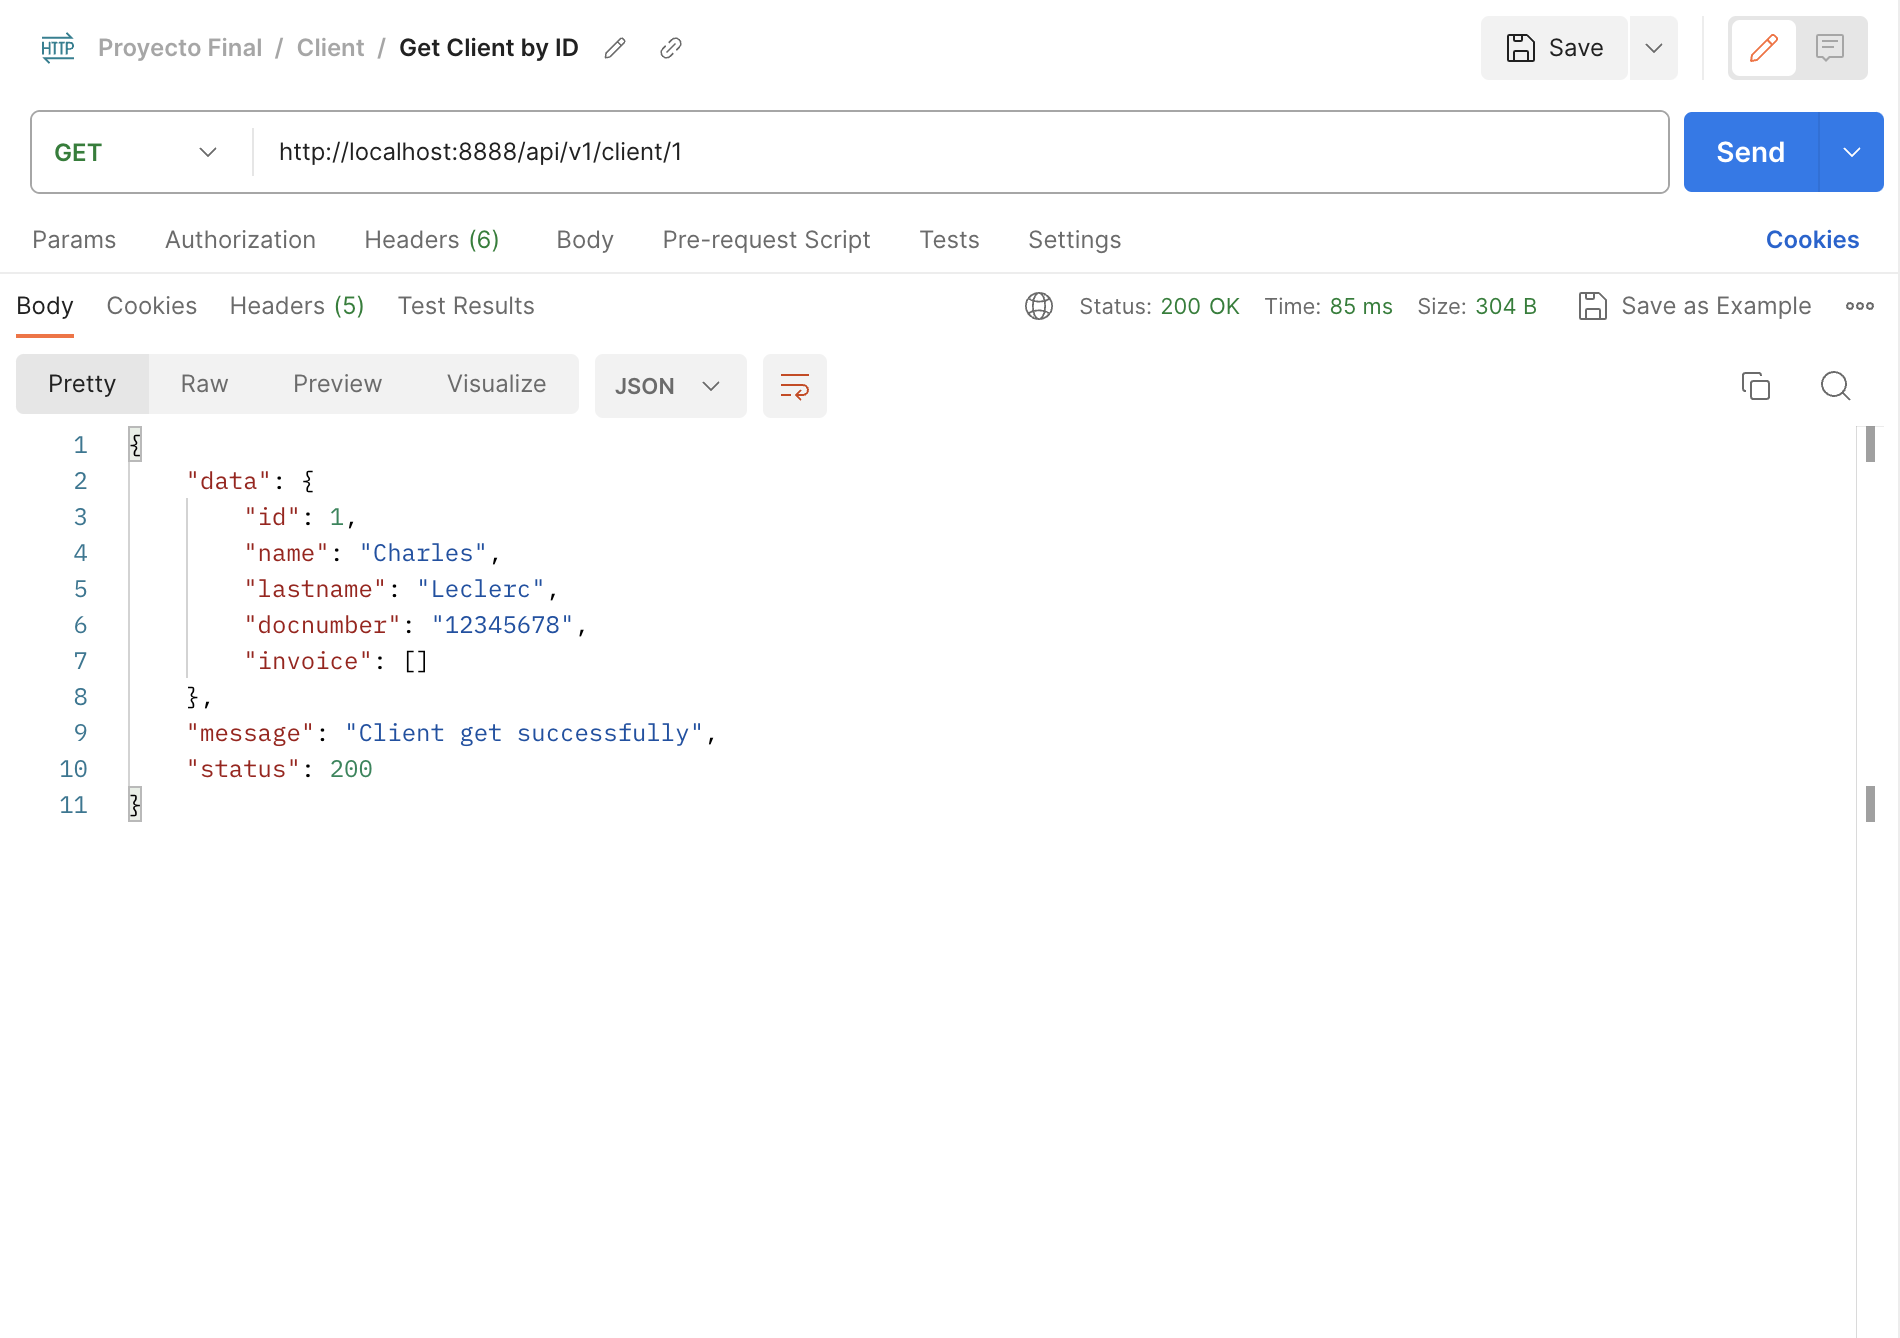 HTTP Proyecto Final / Client / Get Client by ID Save
GET http://localhost:8888/api/v1/client/1 Send
Params Authorization Headers (6) Body Pre-request Script Tests Settings Cookies
Body Cookies Headers (5) Test Results Status: 200 OK Time: 85 ms Size: 304 B Save as Example
Pretty Raw Preview Visualize JSON
1 {
2 "data": {
3 "id": 1,
4 "name": "Charles",
5 "lastname": "Leclerc",
6 "docnumber": "12345678",
7 "invoice": []
8 },
9 "message": "Client get successfully",
10 "status": 200
11 }